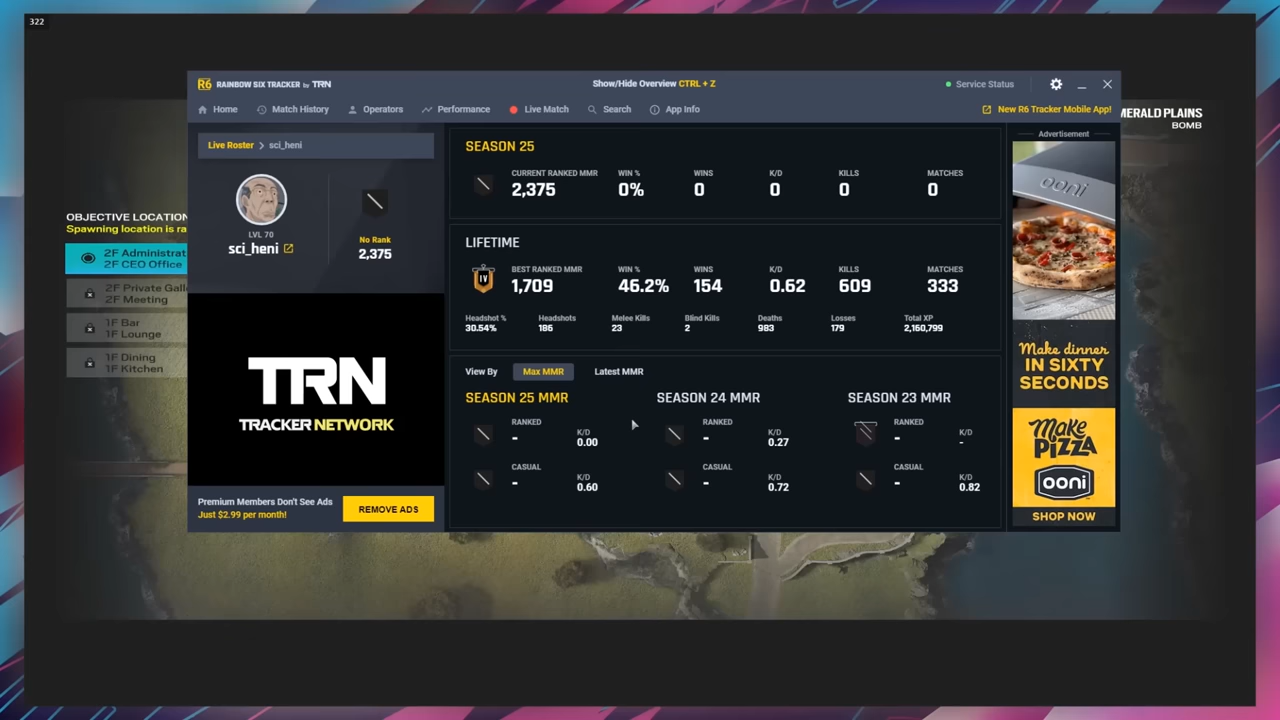 322
R6 RAINBOW SIX TRACKER by TRN
Show/Hide Overview CTRL + Z
Service Status
Home
Match History
Operators
Performance
Live Match
Search
App Info
New R6 Tracker Mobile App!
MERALD PLAINS
BOMB
OBJECTIVE LOCATION
Spawning location is ra
2F Administrat
2F CEO Office
2F Private Galle
2F Meeting
1F Bar
1F Lounge
1F Dining
1F Kitchen
Live Roster > sci_heni
LVL 70
sci_heni
No Rank
2,375
TRN
TRACKER NETWORK
Premium Members Don't See Ads
Just $2.99 per month!
REMOVE ADS
SEASON 25
CURRENT RANKED MMR WIN % WINS K/D KILLS MATCHES
2,375 0% 0 0 0 0
LIFETIME
IV
BEST RANKED MMR WIN % WINS K/D KILLS MATCHES
1,709 46.2% 154 0.62 609 333
Headshot % Headshots Melee Kills Blind Kills Deaths Losses Total XP
30.54% 186 23 2 983 179 2,160,799
View By Max MMR Latest MMR
SEASON 25 MMR SEASON 24 MMR SEASON 23 MMR
RANKED K/D RANKED K/D RANKED K/D
- 0.00 - 0.27 - -
CASUAL K/D CASUAL K/D CASUAL K/D
- 0.60 - 0.72 - 0.82
Advertisement
ooni
Make dinner
IN SIXTY
SECONDS
Make
PIZZA
ooni
SHOP NOW